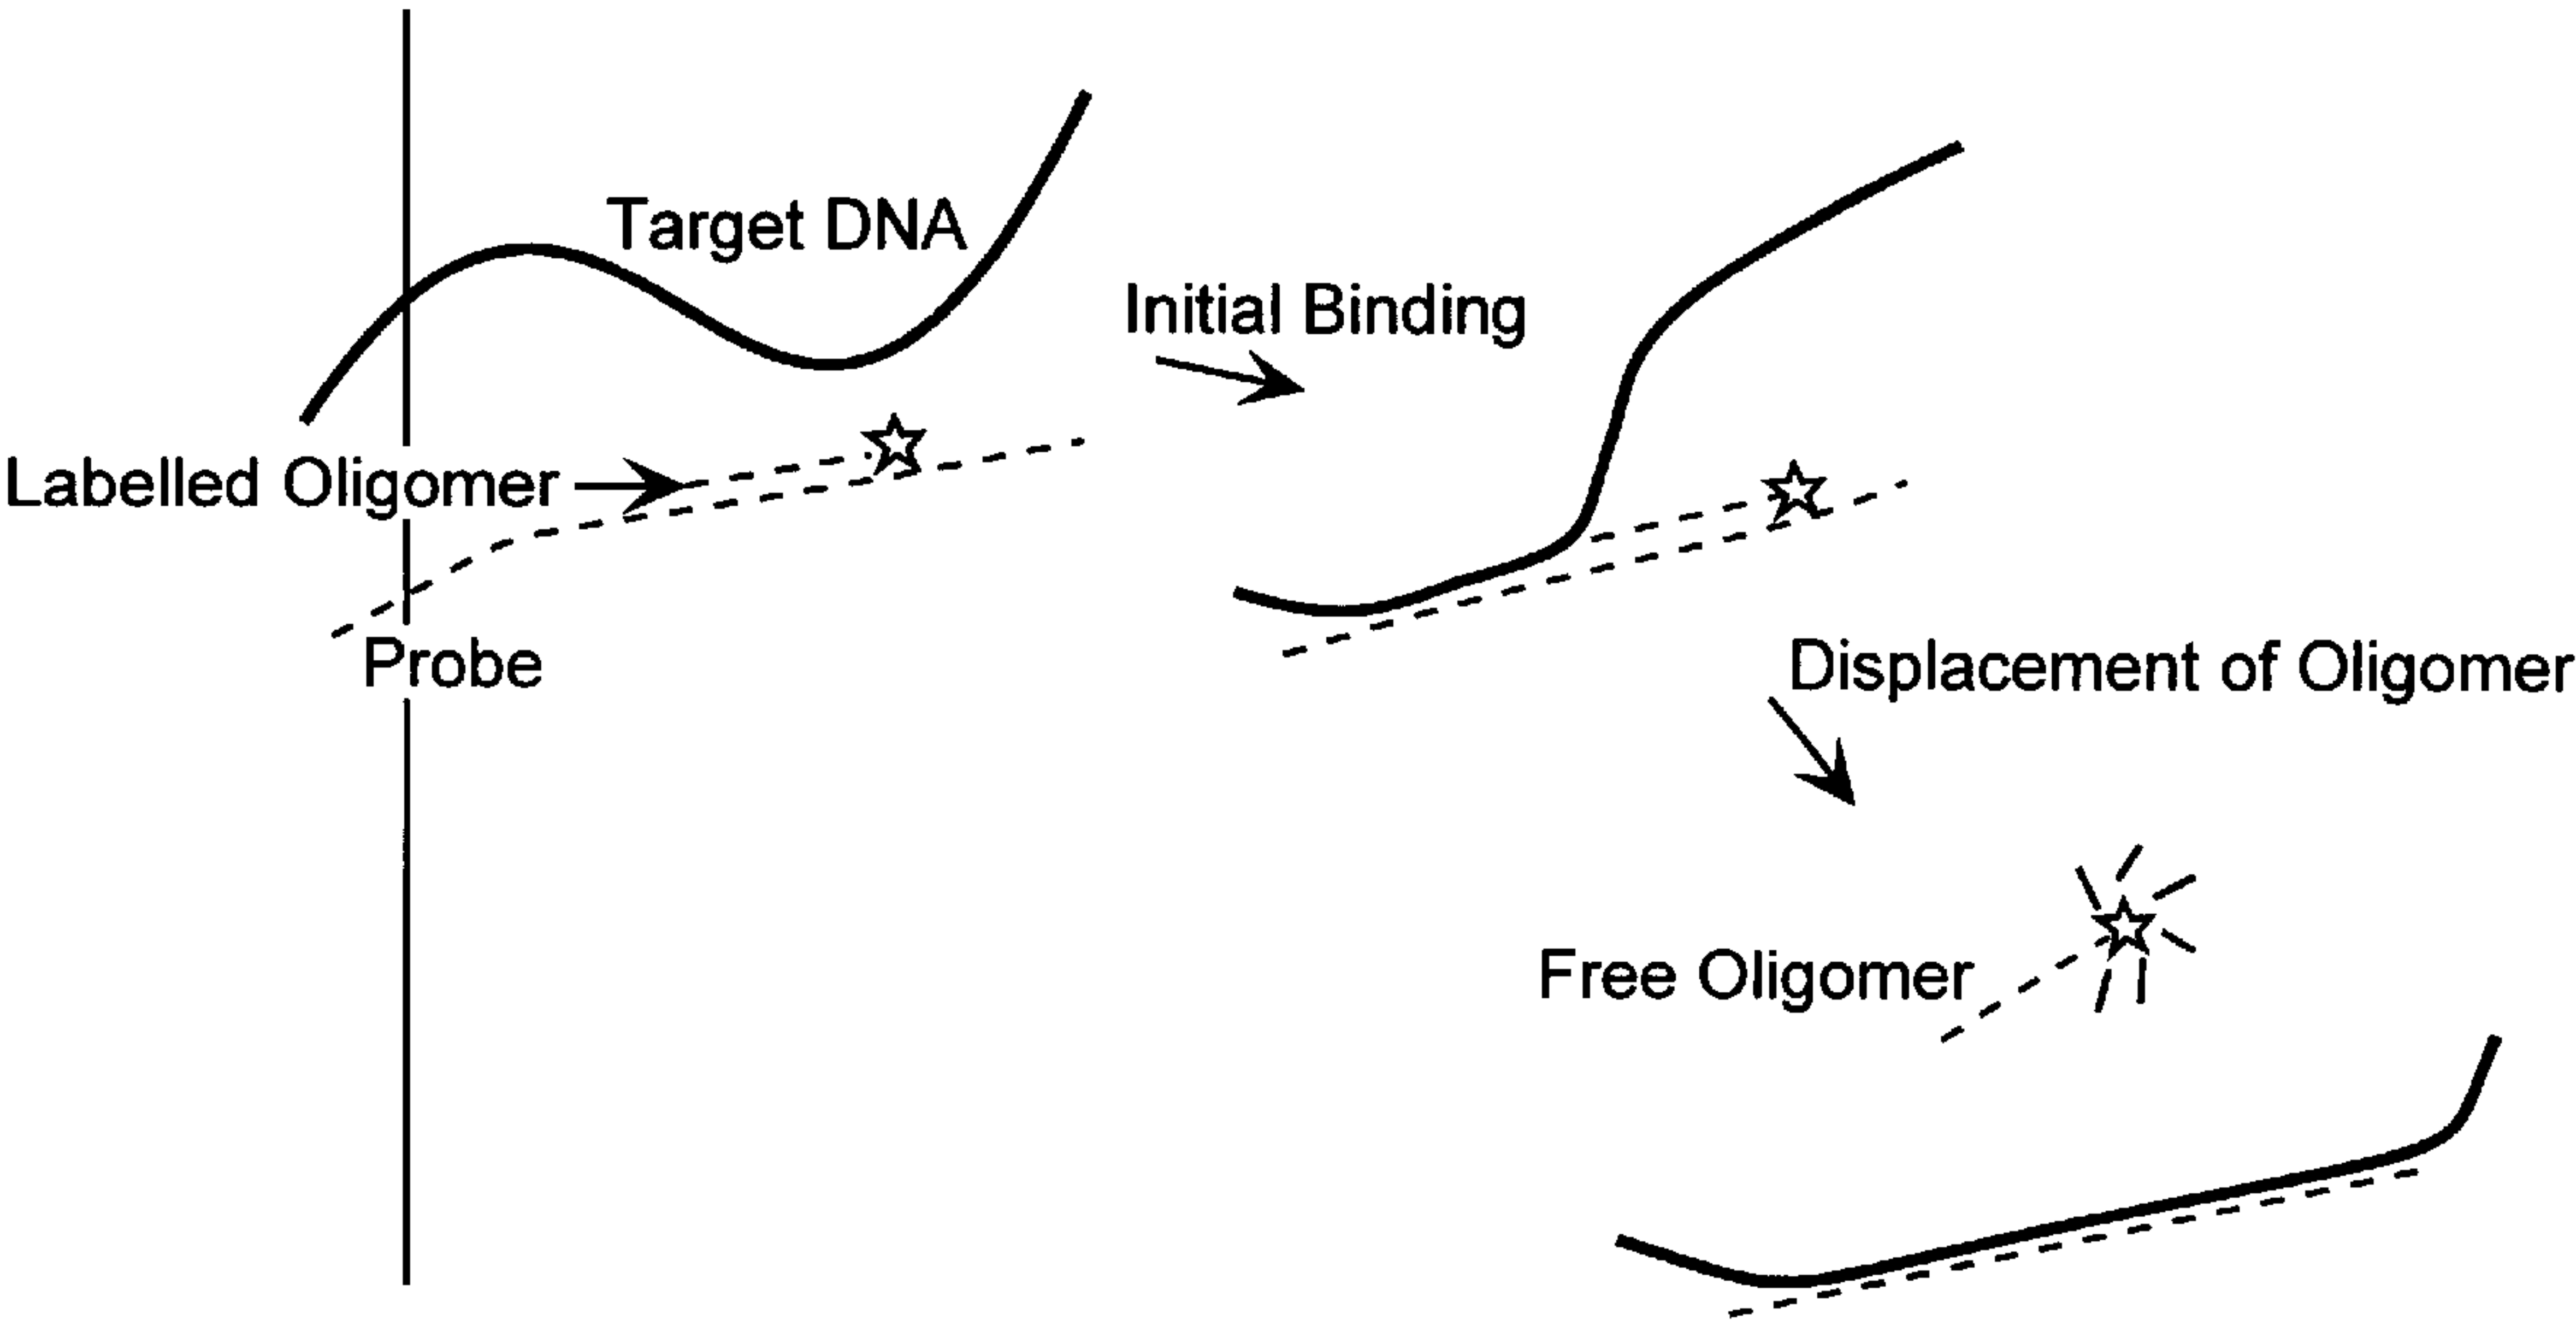 Target DNA
Initial Binding
Labelled Oligomer
Probe
Displacement of Oligomer
Free Oligomer